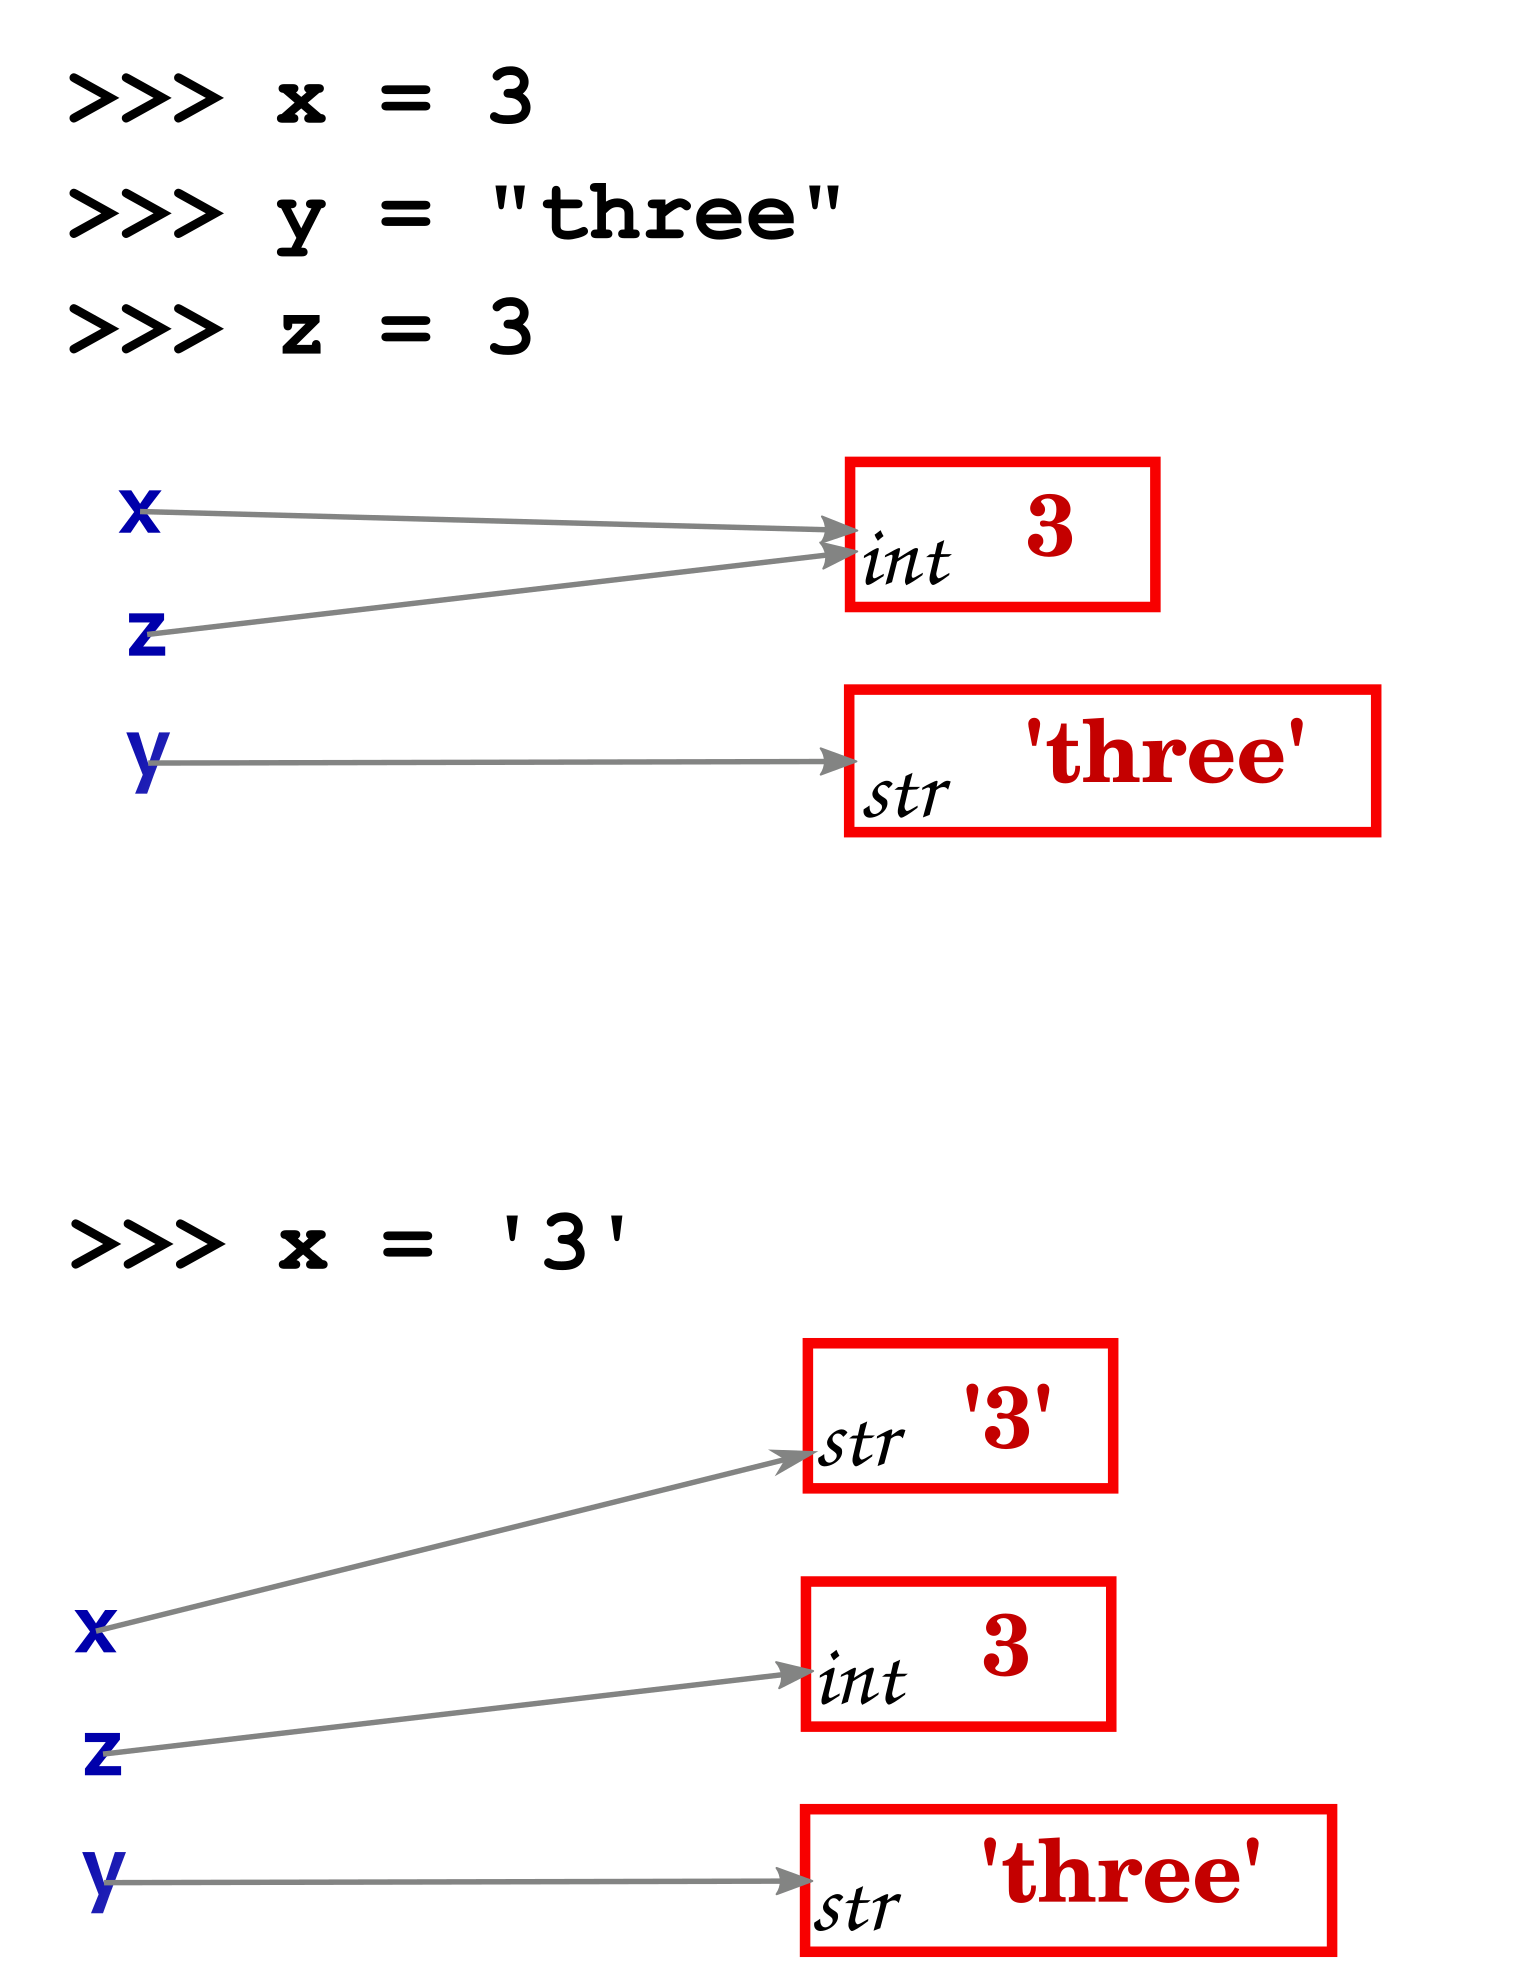 >>> x = 3
>>> y = "three"
>>> z = 3
x
int 3
z
y
str 'three'
>>> x = '3'
str '3'
x
int 3
z
y
str 'three'